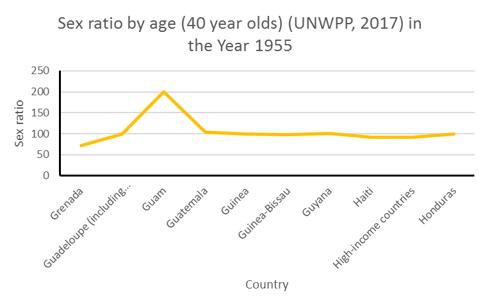 Sex ratio by age (40 year olds) (UNWPP, 2017) in
the Year 1955
250
200
150
100
50
0
Sex ratio
Grenada
Guadeloupe (including...
Guam
Guatemala
Guinea
Guinea-Bissau
Guyana
Haiti
High-income countries
Honduras
Country